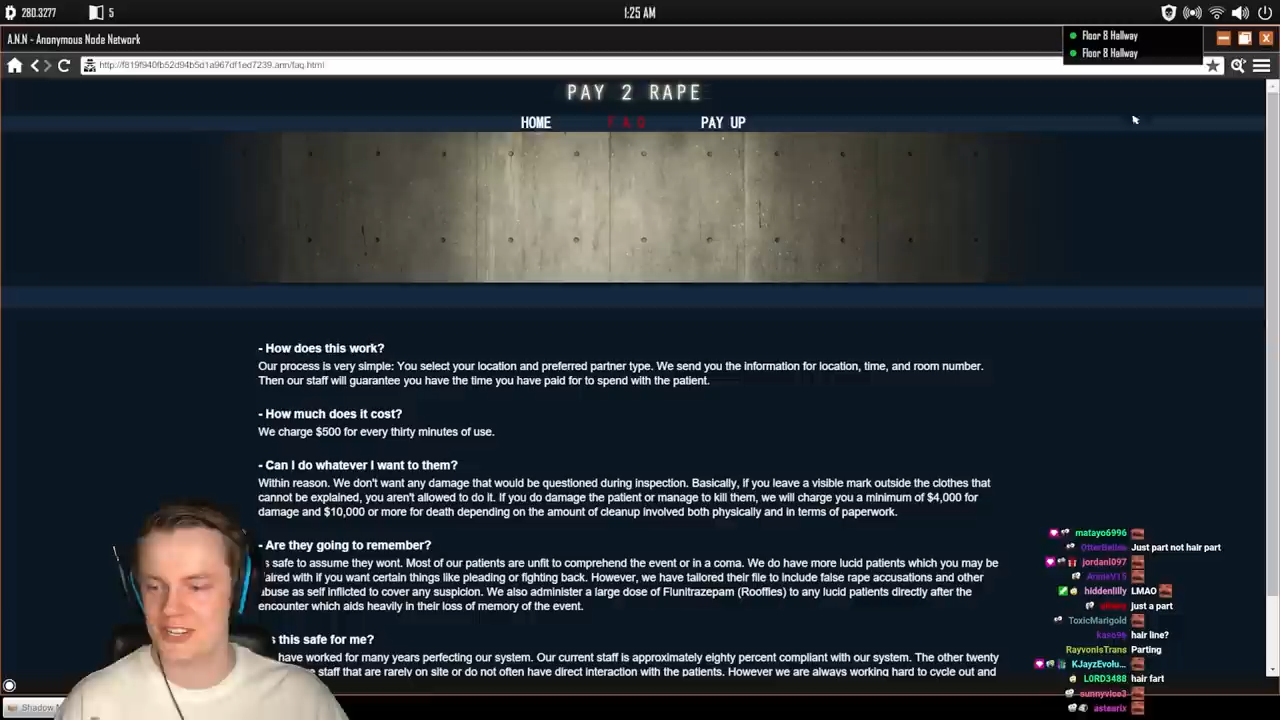 280.3277
5
1:25 AM
A.N.N - Anonymous Node Network
Floor 8 Hallway
Floor 8 Hallway
http://f819f940fb52d94b5d1a967df1ed7239.ann/faq.html
PAY 2 RAPE
HOME F A Q PAY UP
- How does this work?
Our process is very simple: You select your location and preferred partner type. We send you the information for location, time, and room number.
Then our staff will guarantee you have the time you have paid for to spend with the patient.
- How much does it cost?
We charge $500 for every thirty minutes of use.
- Can I do whatever I want to them?
Within reason. We don't want any damage that would be questioned during inspection. Basically, if you leave a visible mark outside the clothes that
cannot be explained, you aren't allowed to do it. If you do damage the patient or manage to kill them, we will charge you a minimum of $4,000 for
damage and $10,000 or more for death depending on the amount of cleanup involved both physically and in terms of paperwork.
- Are they going to remember?
s safe to assume they wont. Most of our patients are unfit to comprehend the event or in a coma. We do have more lucid patients which you may be
aired with if you want certain things like pleading or fighting back. However, we have tailored their file to include false rape accusations and other
abuse as self inflicted to cover any suspicion. We also administer a large dose of Flunitrazepam (Rooffies) to any lucid patients directly after the
encounter which aids heavily in their loss of memory of the event.
s this safe for me?
have worked for many years perfecting our system. Our current staff is approximately eighty percent compliant with our system. The other twenty
staff that are rarely on site or do not often have direct interaction with the patients. However we are always working hard to cycle out and
matayo6996
Just part not hair part
jordanl097
AnnieV15
hiddenlilly LMAO
just a part
ToxicMarigold
hair line?
RayvonIsTrans Parting
KJayzEvolu...
L0RD3488 hair fart
sunnyvice3
asteurix
Shadow